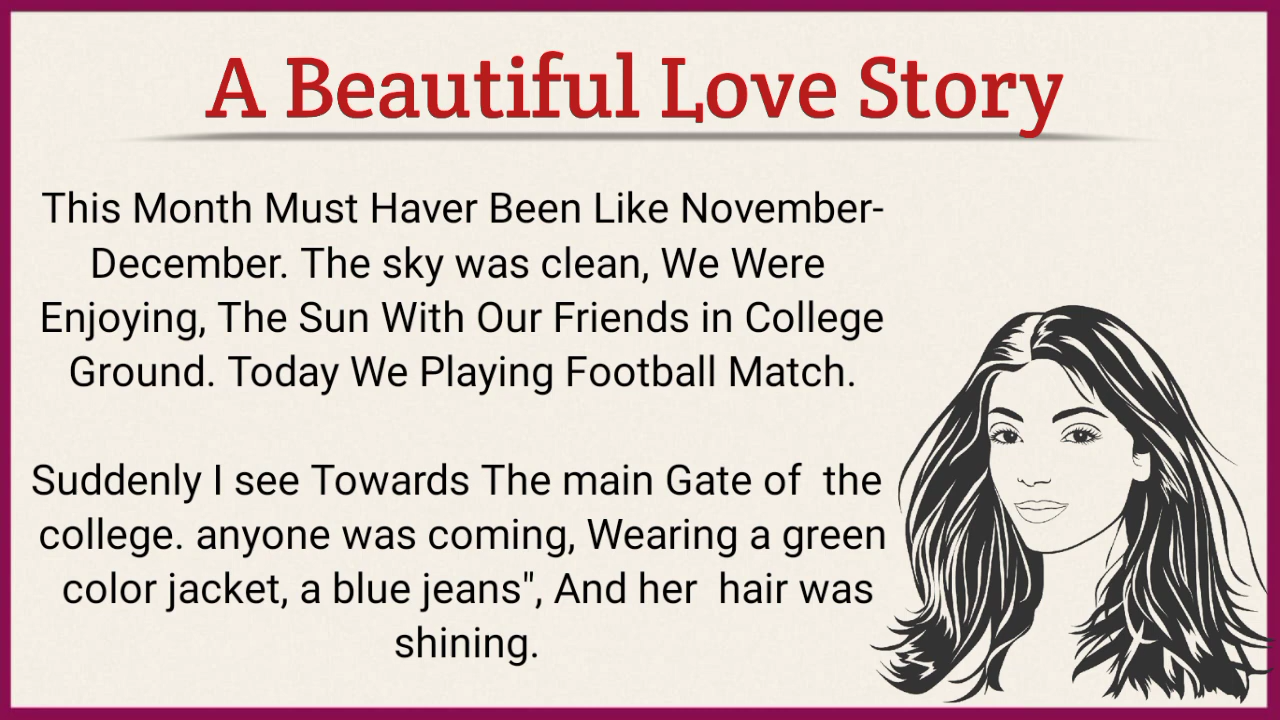 A Beautiful Love Story
This Month Must Haver Been Like November-
December. The sky was clean, We Were
Enjoying, The Sun With Our Friends in College
Ground. Today We Playing Football Match.
Suddenly I see Towards The main Gate of  the
college. anyone was coming, Wearing a green
color jacket, a blue jeans", And her  hair was
shining.